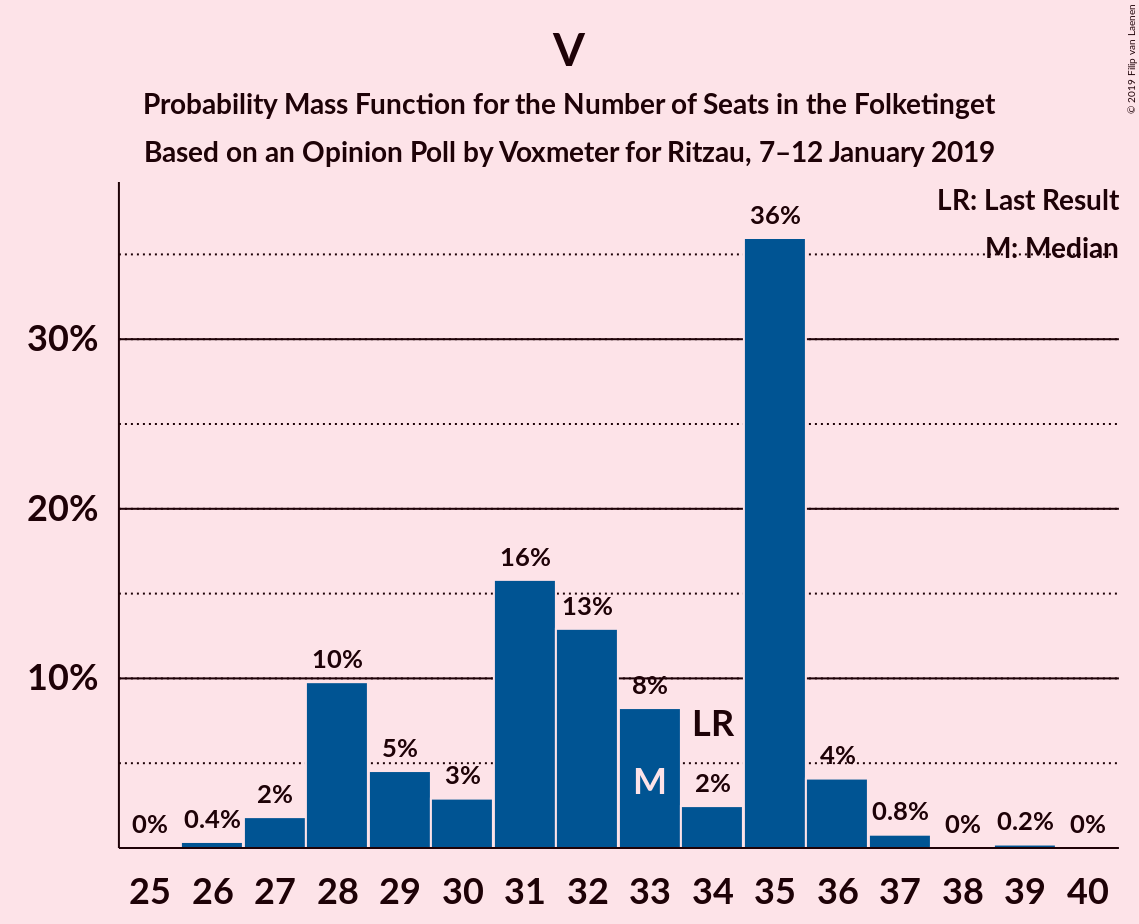 V
Probability Mass Function for the Number of Seats in the Folketinget
Based on an Opinion Poll by Voxmeter for Ritzau, 7–12 January 2019
© 2019 Filip van Laenen
LR: Last Result
M: Median
36%
30%
20%
16%
13%
10%
10%
8%
LR
5%
3%
M
2%
4%
2%
0%
0.4%
0.8%
0%
0.2%
0%
25 26 27 28 29 30 31 32 33 34 35 36 37 38 39 40